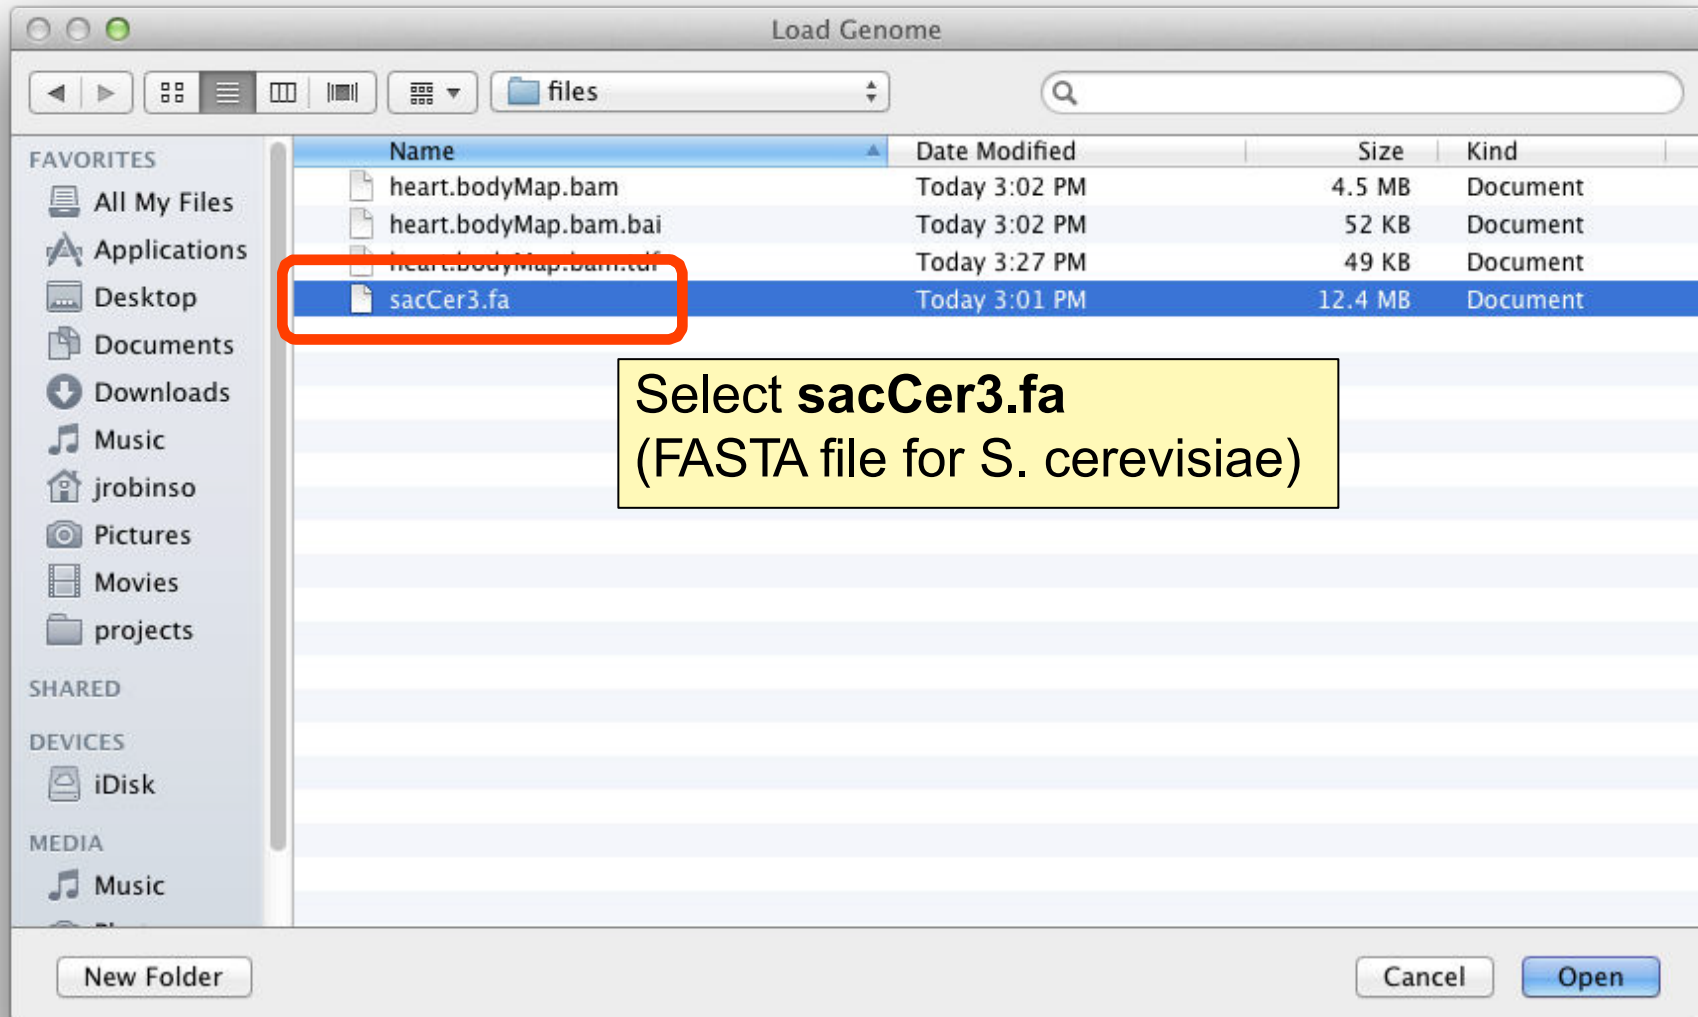 Load Genome
files
FAVORITES
All My Files
Applications
Desktop
Documents
Downloads
Music
jrobinso
Pictures
Movies
projects
SHARED
DEVICES
iDisk
MEDIA
Music
Name Date Modified Size Kind
heart.bodyMap.bam Today 3:02 PM 4.5 MB Document
heart.bodyMap.bam.bai Today 3:02 PM 52 KB Document
heart.bodyMap.bam.tdf Today 3:27 PM 49 KB Document
sacCer3.fa Today 3:01 PM 12.4 MB Document
Select sacCer3.fa
(FASTA file for S. cerevisiae)
New Folder Cancel Open